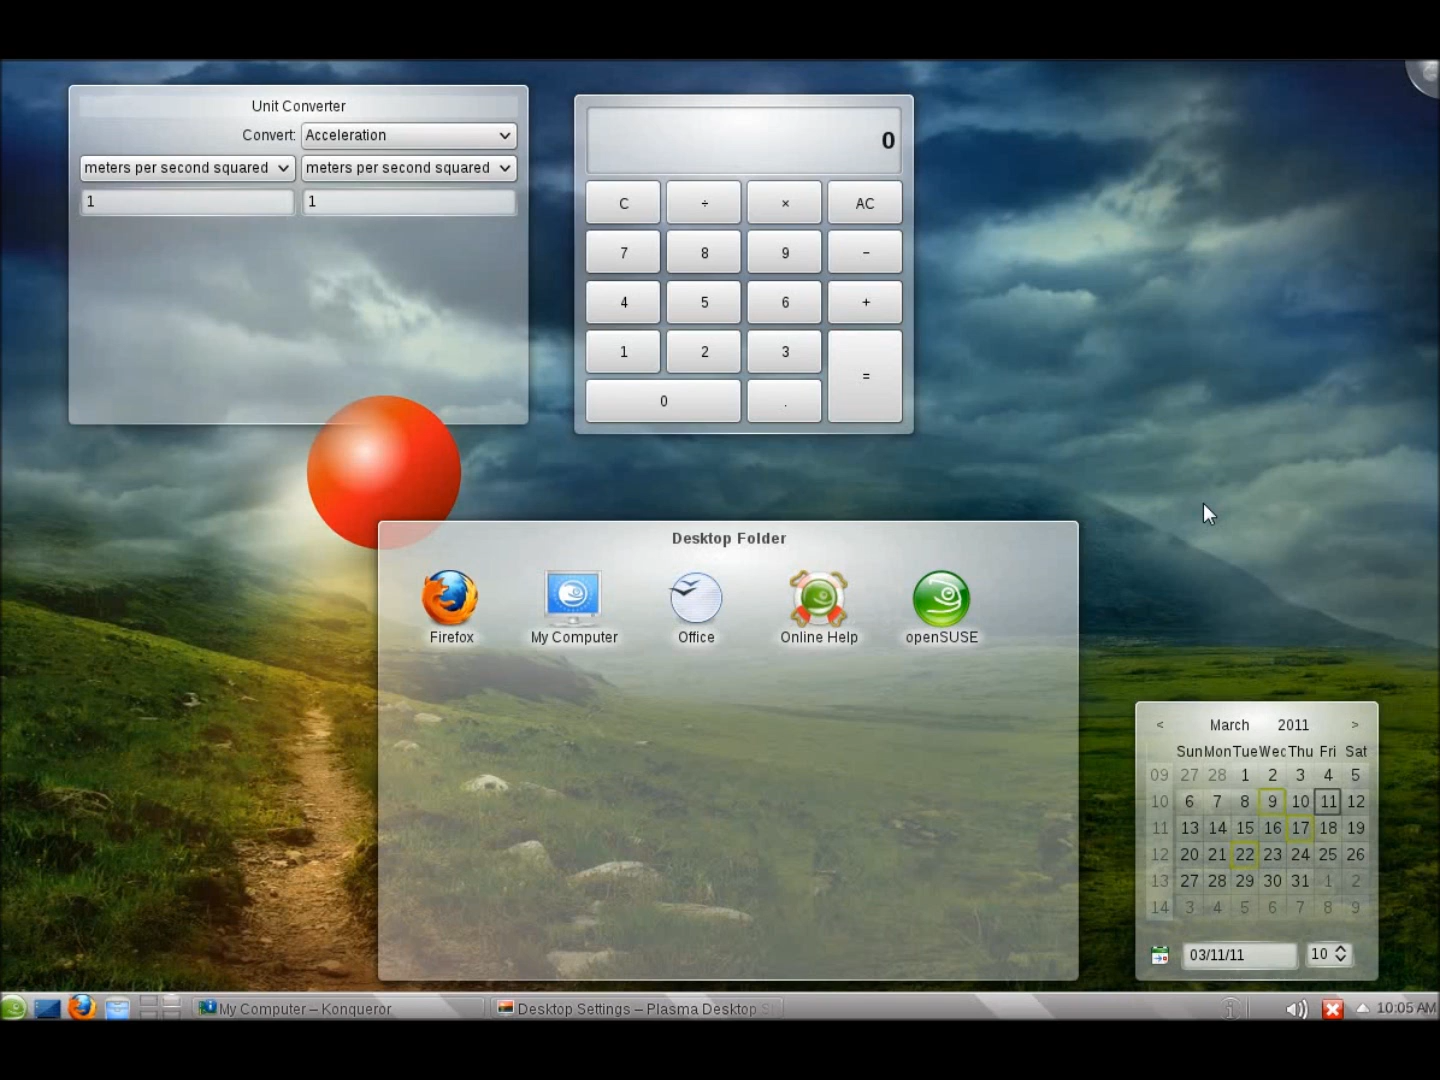 Unit Converter
Convert: Acceleration
meters per second squared meters per second squared
1 1
0
C ÷ × AC
7 8 9 −
4 5 6 +
1 2 3
=
0 .
Desktop Folder
Firefox My Computer Office Online Help openSUSE
< March 2011 >
Sun Mon Tue Wed Thu Fri Sat
09 27 28 1 2 3 4 5
10 6 7 8 9 10 11 12
11 13 14 15 16 17 18 19
12 20 21 22 23 24 25 26
13 27 28 29 30 31 1 2
14 3 4 5 6 7 8 9
03/11/11 10
My Computer – Konqueror Desktop Settings – Plasma Desktop S 10:05 AM